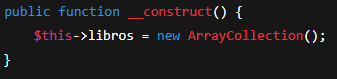 public function __construct() {
    $this->libros = new ArrayCollection();
}